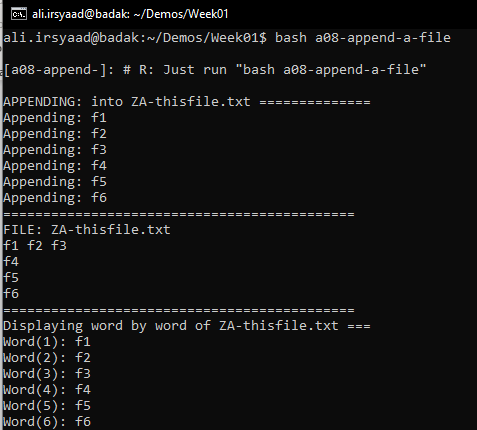 ali.irsyaad@badak: ~/Demos/Week01
ali.irsyaad@badak:~/Demos/Week01$ bash a08-append-a-file
[a08-append-]: # R: Just run "bash a08-append-a-file"
APPENDING: into ZA-thisfile.txt ==============
Appending: f1
Appending: f2
Appending: f3
Appending: f4
Appending: f5
Appending: f6
============================================
FILE: ZA-thisfile.txt
f1 f2 f3
f4
f5
f6
============================================
Displaying word by word of ZA-thisfile.txt ===
Word(1): f1
Word(2): f2
Word(3): f3
Word(4): f4
Word(5): f5
Word(6): f6